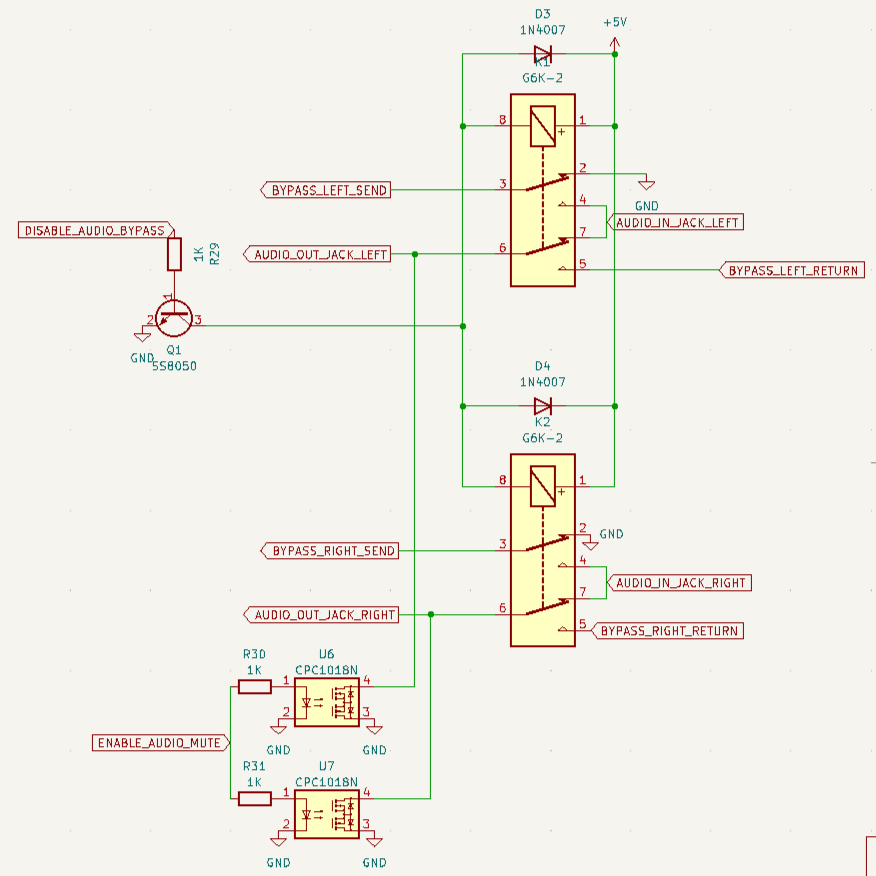 D3
1N4007
+5V
K1
G6K-2
8
1
+
2
BYPASS_LEFT_SEND
3
GND
4
AUDIO_IN_JACK_LEFT
DISABLE_AUDIO_BYPASS
1K
R29
7
AUDIO_OUT_JACK_LEFT
6
5
BYPASS_LEFT_RETURN
1
2
3
GND
Q1
SS8050
D4
1N4007
K2
G6K-2
8
1
+
2
GND
BYPASS_RIGHT_SEND
3
4
AUDIO_IN_JACK_RIGHT
7
AUDIO_OUT_JACK_RIGHT
6
5
BYPASS_RIGHT_RETURN
R30
1K
U6
CPC1018N
1
4
2
3
GND
GND
ENABLE_AUDIO_MUTE
R31
1K
U7
CPC1018N
1
4
2
3
GND
GND